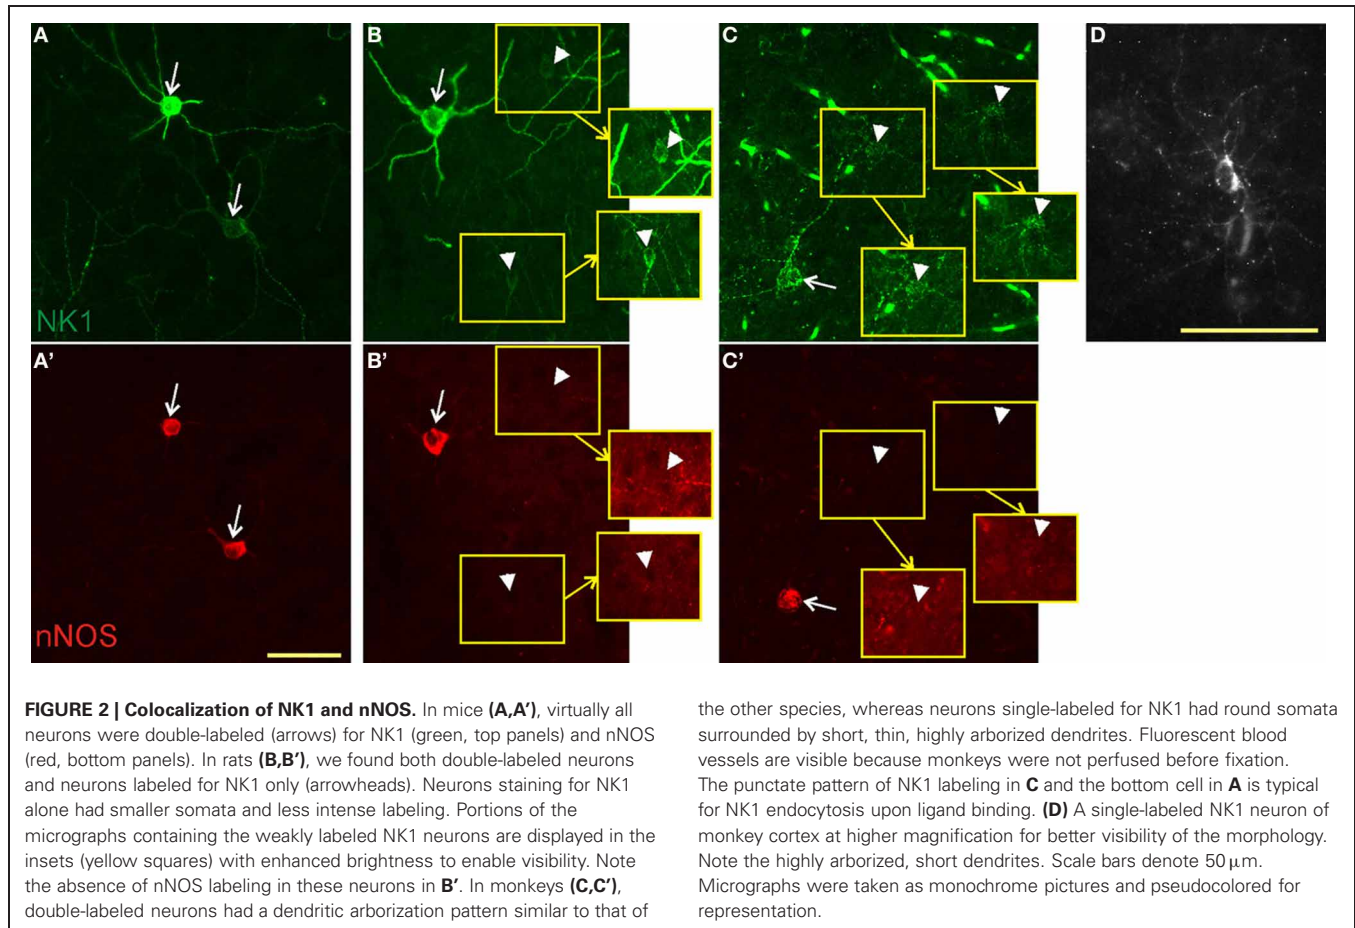 A
B
C
D
NK1
A’
B’
C’
nNOS
FIGURE 2 | Colocalization of NK1 and nNOS. In mice (A,A’), virtually all
neurons were double-labeled (arrows) for NK1 (green, top panels) and nNOS
(red, bottom panels). In rats (B,B’), we found both double-labeled neurons
and neurons labeled for NK1 only (arrowheads). Neurons staining for NK1
alone had smaller somata and less intense labeling. Portions of the
micrographs containing the weakly labeled NK1 neurons are displayed in the
insets (yellow squares) with enhanced brightness to enable visibility. Note
the absence of nNOS labeling in these neurons in B’. In monkeys (C,C’),
double-labeled neurons had a dendritic arborization pattern similar to that of
the other species, whereas neurons single-labeled for NK1 had round somata
surrounded by short, thin, highly arborized dendrites. Fluorescent blood
vessels are visible because monkeys were not perfused before fixation.
The punctate pattern of NK1 labeling in C and the bottom cell in A is typical
for NK1 endocytosis upon ligand binding. (D) A single-labeled NK1 neuron of
monkey cortex at higher magnification for better visibility of the morphology.
Note the highly arborized, short dendrites. Scale bars denote 50 μm.
Micrographs were taken as monochrome pictures and pseudocolored for
representation.